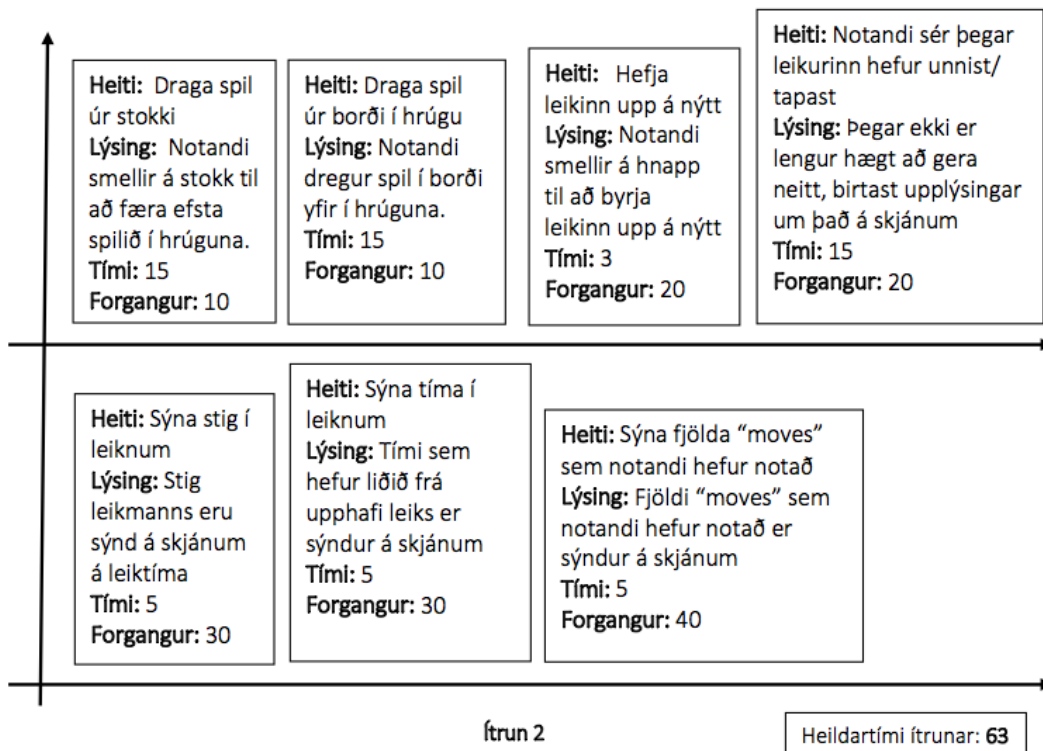 Heiti: Draga spil
úr stokki
Lýsing: Notandi
smellir á stokk til
að færa efsta
spilið í hrúguna.
Tími: 15
Forgangur: 10
Heiti: Draga spil
úr borði í hrúgu
Lýsing: Notandi
dregur spil í borði
yfir í hrúguna.
Tími: 15
Forgangur: 10
Heiti: Hefja
leikinn upp á nýtt
Lýsing: Notandi
smellir á hnapp
til að byrja
leikinn upp á nýtt
Tími: 3
Forgangur: 20
Heiti: Notandi sér þegar
leikurinn hefur unnist/
tapast
Lýsing: Þegar ekki er
lengur hægt að gera
neitt, birtast upplýsingar
um það á skjánum
Tími: 15
Forgangur: 20
Heiti: Sýna stig í
leiknum
Lýsing: Stig
leikmanns eru
sýnd á skjánum
á leiktíma
Tími: 5
Forgangur: 30
Heiti: Sýna tíma í
leiknum
Lýsing: Tími sem
hefur liðið frá
upphafi leiks er
sýndur á skjánum
Tími: 5
Forgangur: 30
Heiti: Sýna fjölda “moves”
sem notandi hefur notað
Lýsing: Fjöldi “moves” sem
notandi hefur notað er
sýndur á skjánum
Tími: 5
Forgangur: 40
Ítrun 2
Heildartími ítrunar: 63